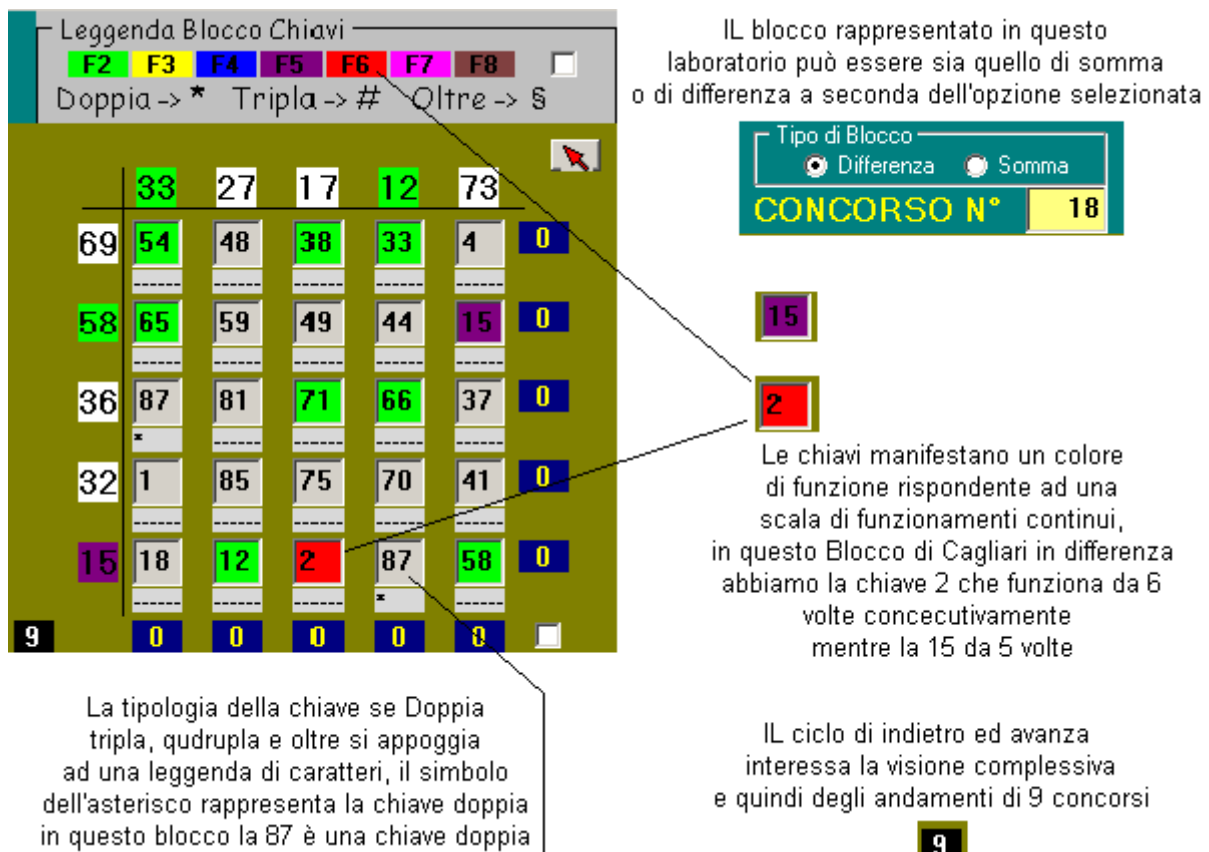 Leggenda Blocco Chiavi
F2 F3 F4 F5 F6 F7 F8
Doppia -> * Tripla -> # Oltre -> §
33 27 17 12 73
69 54 48 38 33 4 0
------ ------ ------ ------ ------
58 65 59 49 44 15 0
------ ------ ------ ------ ------
36 87 81 71 66 37 0
* ------ ------ ------ ------
32 1 85 75 70 41 0
------ ------ ------ ------ ------
15 18 12 2 87 58 0
------ ------ ------ * ------
9 0 0 0 0 0
La tipologia della chiave se Doppia
tripla, qudrupla e oltre si appoggia
ad una leggenda di caratteri, il simbolo
dell'asterisco rappresenta la chiave doppia
in questo blocco la 87 è una chiave doppia
IL blocco rappresentato in questo
laboratorio può essere sia quello di somma
o di differenza a seconda dell'opzione selezionata
Tipo di Blocco
Differenza Somma
CONCORSO N° 18
15
2
Le chiavi manifestano un colore
di funzione rispondente ad una
scala di funzionamenti continui,
in questo Blocco di Cagliari in differenza
abbiamo la chiave 2 che funziona da 6
volte concecutivamente
mentre la 15 da 5 volte
IL ciclo di indietro ed avanza
interessa la visione complessiva
e quindi degli andamenti di 9 concorsi
9